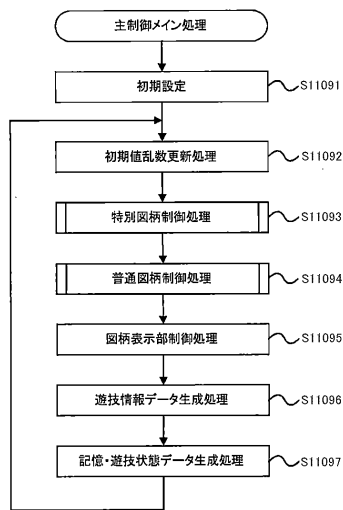 主制御メイン処理
初期設定 S11091
初期値乱数更新処理 S11092
特別図柄制御処理 S11093
普通図柄制御処理 S11094
図柄表示部制御処理 S11095
遊技情報データ生成処理 S11096
記憶・遊技状態データ生成処理 S11097